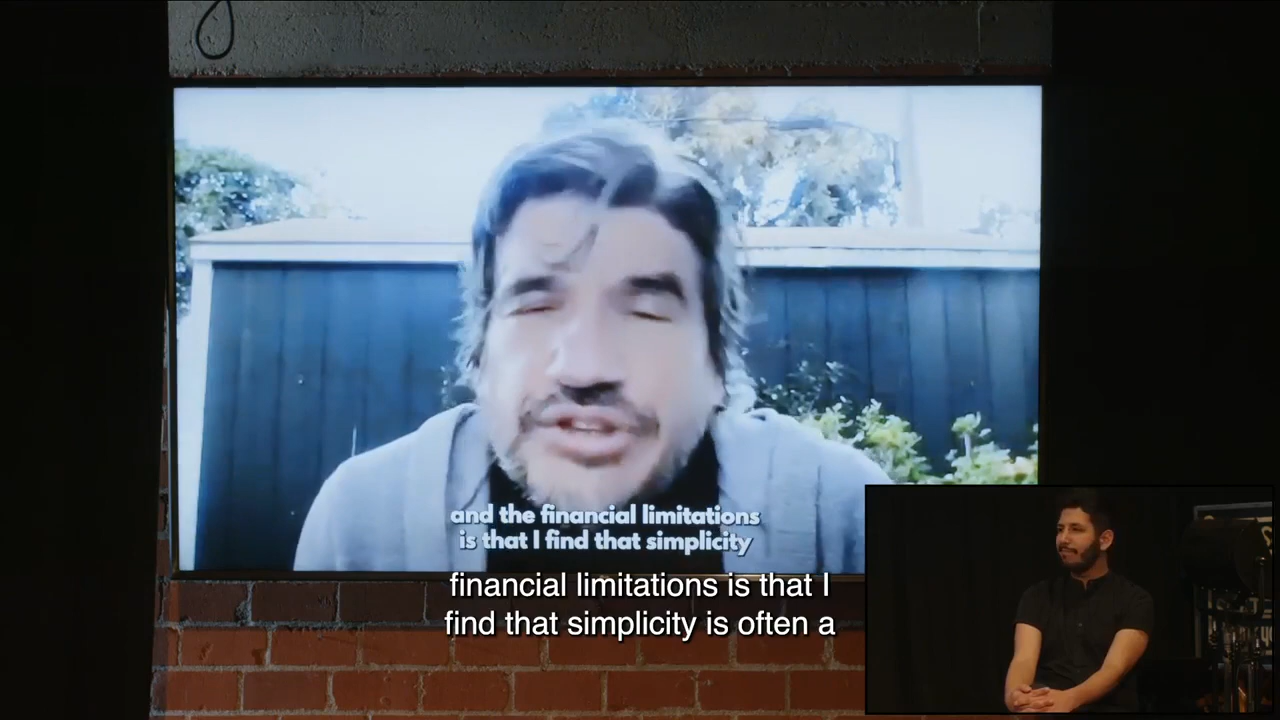 and the financial limitations
is that I find that simplicity
financial limitations is that I
find that simplicity is often a